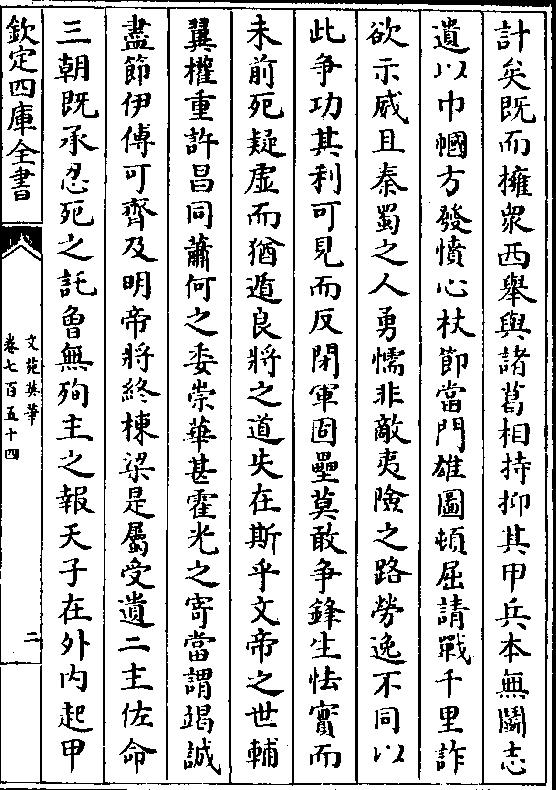 計矣既而擁衆西舉與諸葛相持抑其甲兵本無鬭志
遺以巾幗方發憤心杖節當門雄圖頓屈請戰千里詐
欲示威且秦蜀之人勇懦非敵夷險之路勞逸不同以
此争功其利可見而反閉軍固壘莫敢争鋒生怯實而
未前死疑虚而猶遁良將之道失在斯乎文帝之世輔
翼權重許昌同蕭何之委崇華甚霍光之寄當謂竭誠
盡節伊傅可齊及明帝將終棟梁是屬受遺二主佐命
三朝既承忍死之託曾無殉主之報天子在外内起甲
欽定四庫全書
文苑英華
卷七百五十四
二